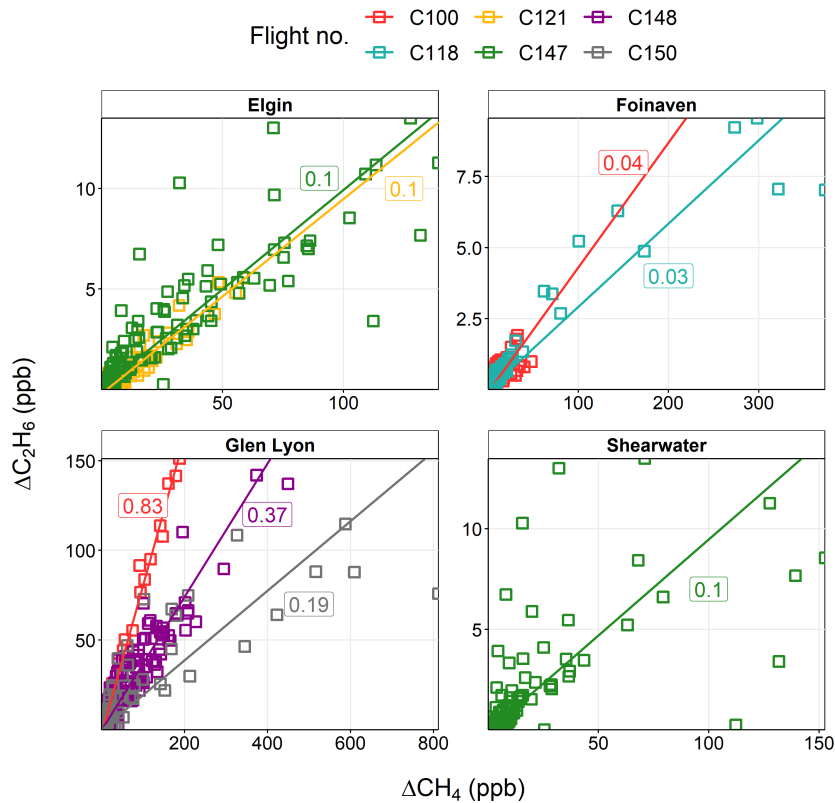 Flight no. C100 C121 C148
C118 C147 C150
Elgin Foinaven
0.1
0.1
10
5
50 100
0.04
0.03
7.5
5.0
2.5
100 200 300
Glen Lyon Shearwater
0.83
0.37
0.19
150
100
50
200 400 600 800
0.1
10
5
50 100 150
ΔC₂H₆ (ppb)
ΔCH₄ (ppb)